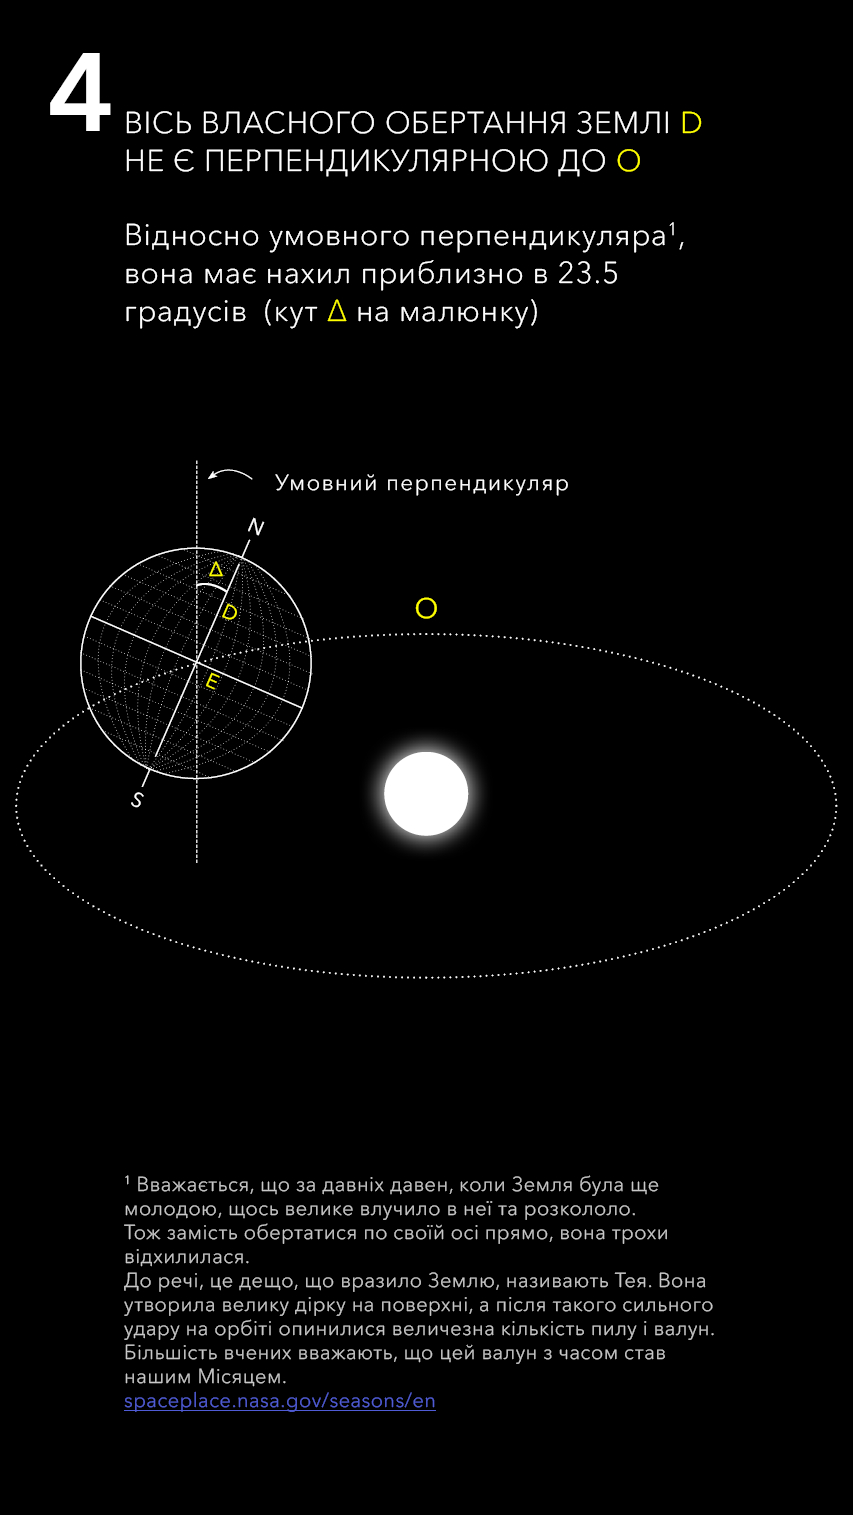 4
ВІСЬ ВЛАСНОГО ОБЕРТАННЯ ЗЕМЛІ D
НЕ Є ПЕРПЕНДИКУЛЯРНОЮ ДО O
Відносно умовного перпендикуляра¹,
вона має нахил приблизно в 23.5
градусів (кут Δ на малюнку)
Умовний перпендикуляр
N
Δ
D
O
E
S
¹ Вважається, що за давніх давен, коли Земля була ще
молодою, щось велике влучило в неї та розкололо.
Тож замість обертатися по своїй осі прямо, вона трохи
відхилилася.
До речі, це дещо, що вразило Землю, називають Тея. Вона
утворила велику дірку на поверхні, а після такого сильного
удару на орбіті опинилися величезна кількість пилу і валун.
Більшість вчених вважають, що цей валун з часом став
нашим Місяцем.
spaceplace.nasa.gov/seasons/en